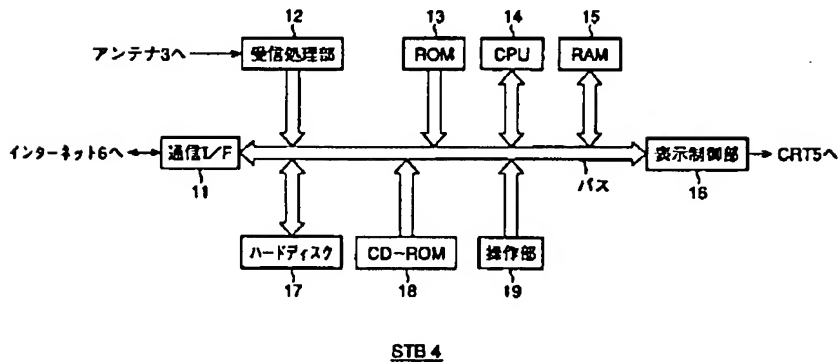 12
13
14
15
アンテナ3へ
受信処理部
ROM
CPU
RAM
インターネット6へ
通信I/F
表示制御部
CRT5へ
11
バス
16
ハードディスク
CD-ROM
操作部
17
18
19
STB 4